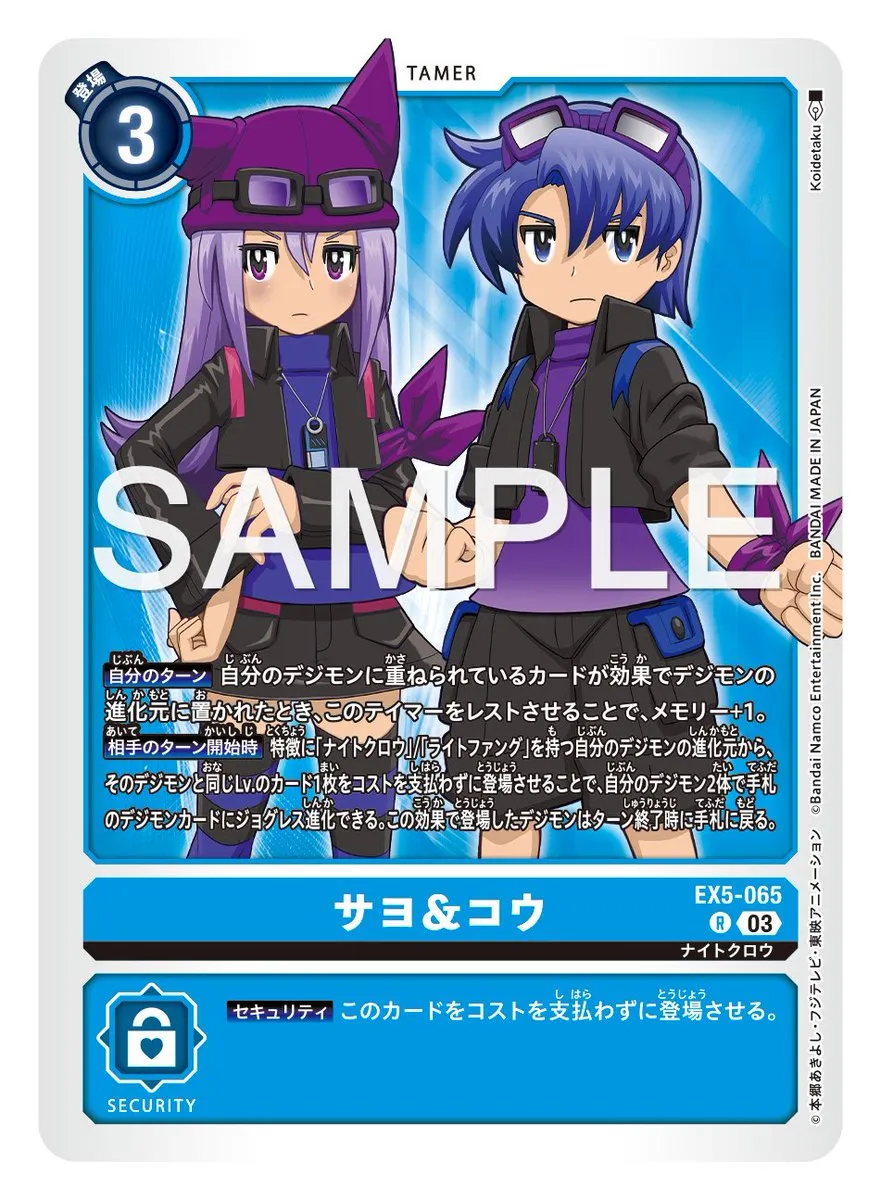 TAMER
登場
3
Koidetaku
SAMPLE
自分のターン 自分のデジモンに重ねられているカードが効果でデジモンの
進化元に置かれたとき、このテイマーをレストさせることで、メモリー+1。
相手のターン開始時 特徴に「ナイトクロウ」/「ライトファング」を持つ自分のデジモンの進化元から、
そのデジモンと同じLv.のカード1枚をコストを支払わずに登場させることで、自分のデジモン2体で手札
のデジモンカードにジョグレス進化できる。この効果で登場したデジモンはターン終了時に手札に戻る。
サヨ&コウ
EX5-065
R 03
ナイトクロウ
セキュリティ このカードをコストを支払わずに登場させる。
SECURITY
©本郷あきよし・フジテレビ・東映アニメーション ©Bandai Namco Entertainment Inc. BANDAI MADE IN JAPAN